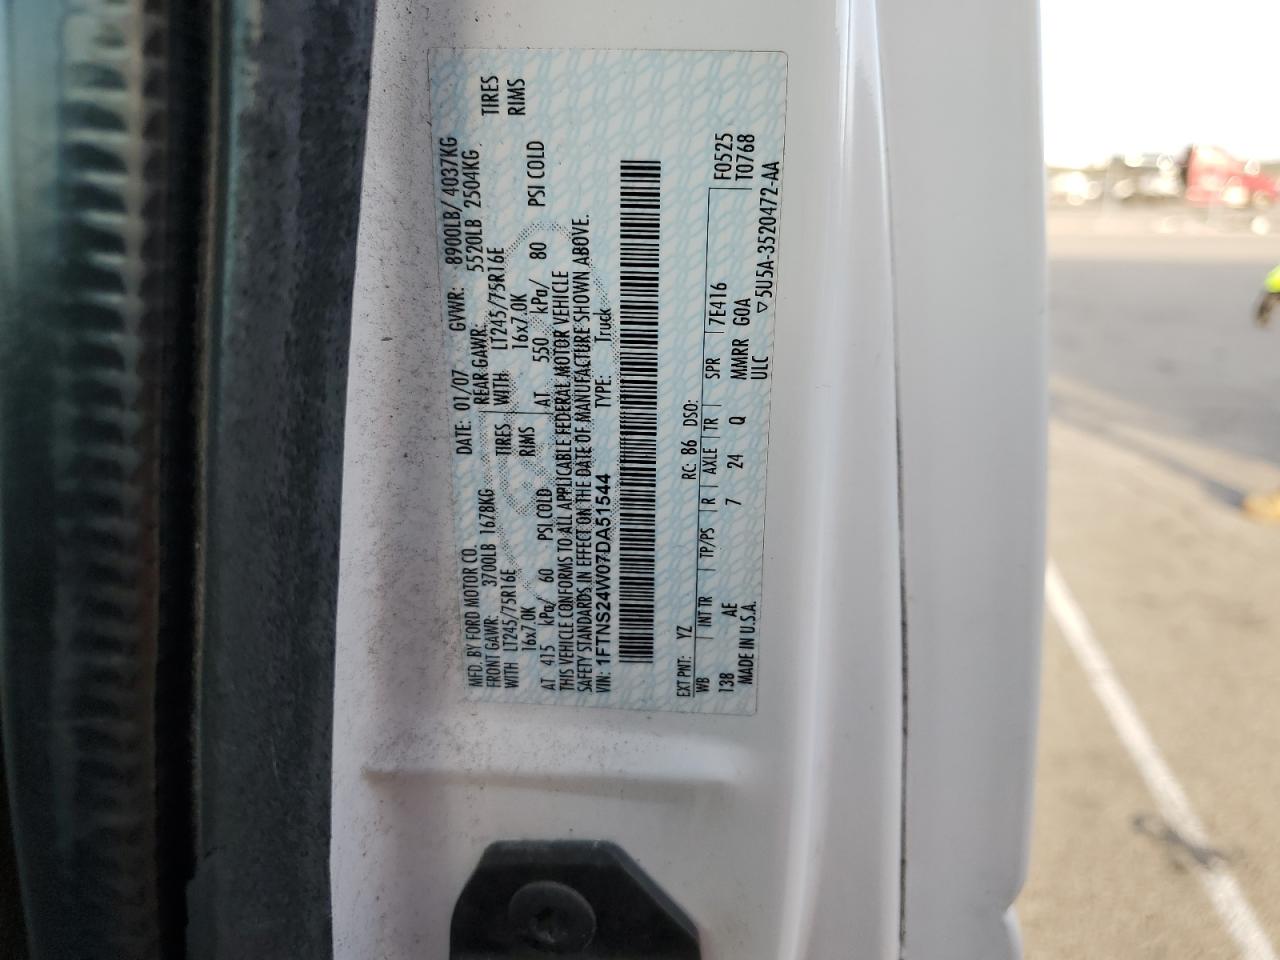 MFD. BY FORD MOTOR CO.
DATE: 01/07 GVWR: 8900LB/ 4037KG
FRONT GAWR: 3700LB 1678KG REAR GAWR: 5520LB 2504KG
WITH LT245/75R16E TIRES WITH LT245/75R16E TIRES
16x7.0K RIMS 16x7.0K RIMS
AT 415 kPa/ 60 PSI COLD AT 550 kPa/ 80 PSI COLD
THIS VEHICLE CONFORMS TO ALL APPLICABLE FEDERAL MOTOR VEHICLE
SAFETY STANDARDS IN EFFECT ON THE DATE OF MANUFACTURE SHOWN ABOVE.
VIN: 1FTNS24W07DA51544 TYPE: Truck
EXT PNT: YZ RC: 86 DSO: F0525
WB INT TR TP/PS R AXLE TR SPR 7E416 T0768
138 AE 7 24 Q MMRR G0A
MADE IN U.S.A. ULC ▽5U5A-3520472-AA